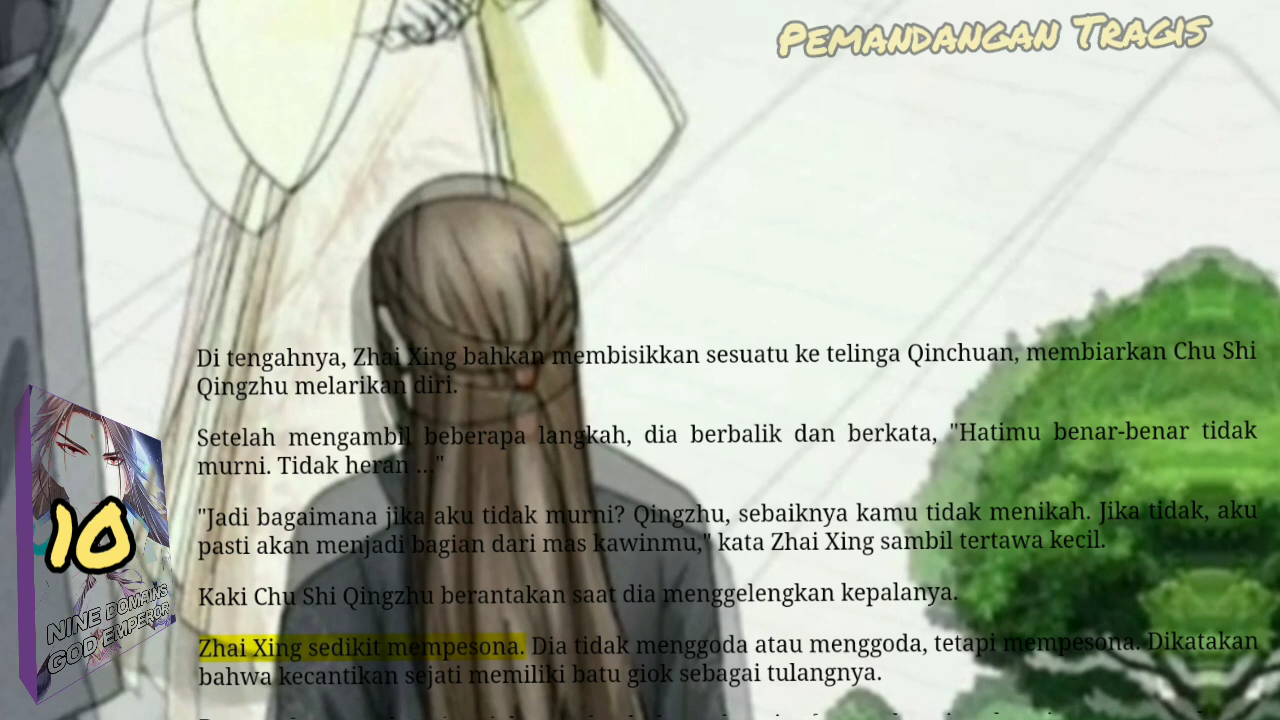 Pemandangan Tragis
Di tengahnya, Zhai Xing bahkan membisikkan sesuatu ke telinga Qinchuan, membiarkan Chu Shi
Qingzhu melarikan diri.
Setelah mengambil beberapa langkah, dia berbalik dan berkata, "Hatimu benar-benar tidak
murni. Tidak heran ..."
"Jadi bagaimana jika aku tidak murni? Qingzhu, sebaiknya kamu tidak menikah. Jika tidak, aku
pasti akan menjadi bagian dari mas kawinmu," kata Zhai Xing sambil tertawa kecil.
Kaki Chu Shi Qingzhu berantakan saat dia menggelengkan kepalanya.
Zhai Xing sedikit mempesona. Dia tidak menggoda atau menggoda, tetapi mempesona. Dikatakan
bahwa kecantikan sejati memiliki batu giok sebagai tulangnya.
10
NINE DOMAINS
GOD EMPEROR